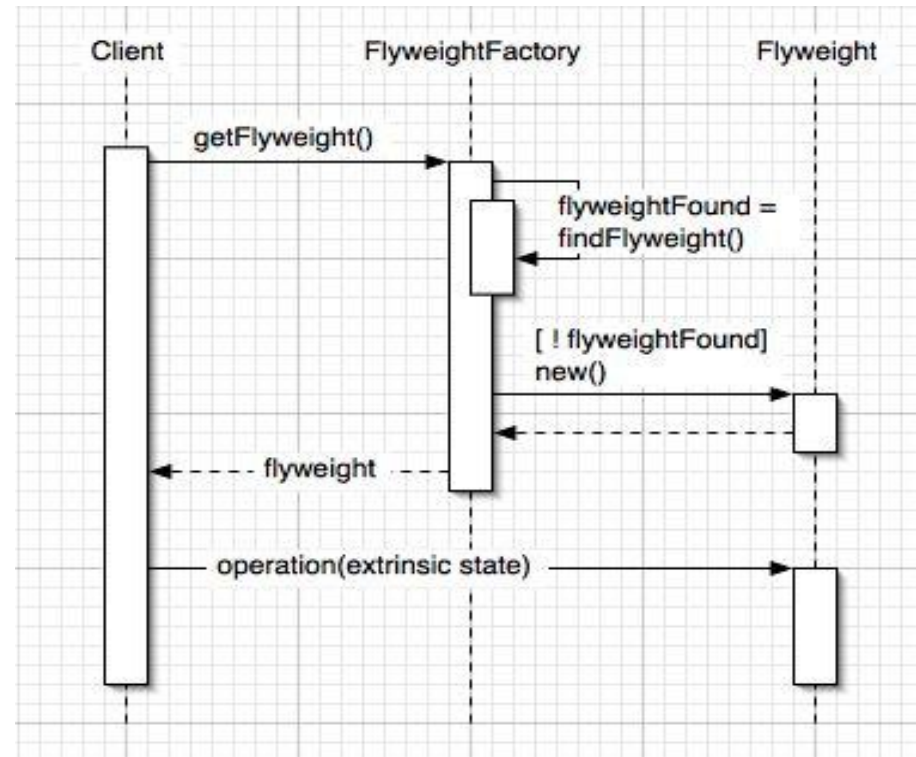 Client
FlyweightFactory
Flyweight
getFlyweight()
flyweightFound =
findFlyweight()
[ ! flyweightFound]
new()
flyweight
operation(extrinsic state)